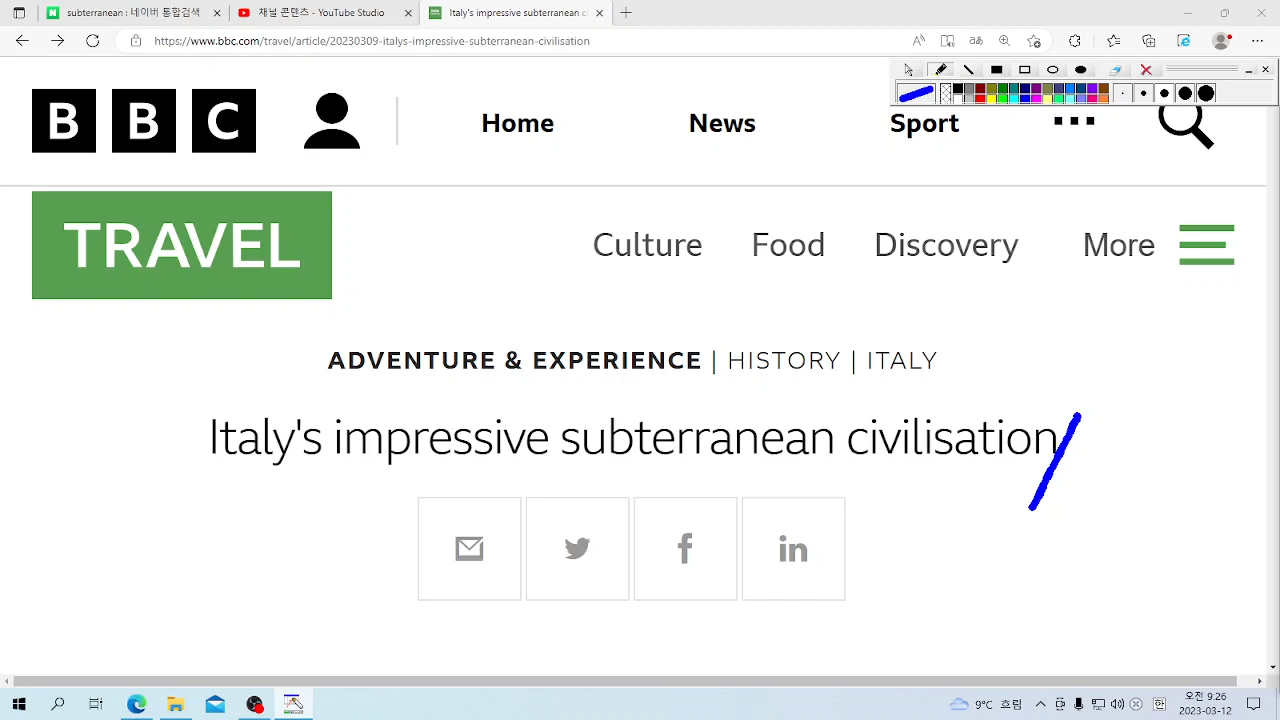 subterranean : 네이버 통합검색
채널 콘텐츠 - YouTube Studio
Italy's impressive subterranean c
https://www.bbc.com/travel/article/20230309-italys-impressive-subterranean-civilisation
BBC
Home
News
Sport
TRAVEL
Culture
Food
Discovery
More
ADVENTURE & EXPERIENCE | HISTORY | ITALY
Italy's impressive subterranean civilisation
9°C 흐림
오전 9:26
2023-03-12